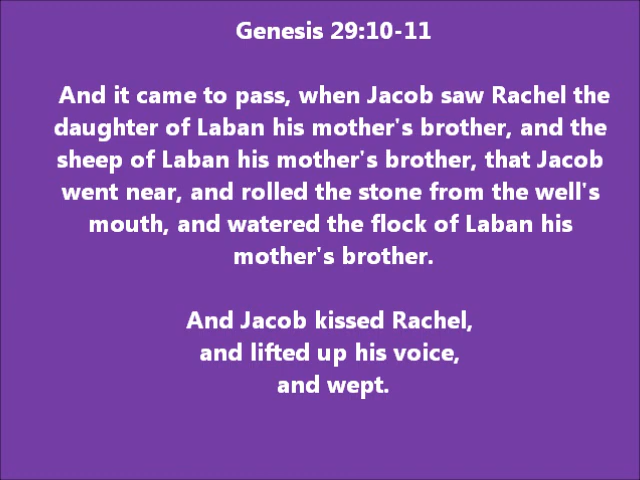 Genesis 29:10-11
And it came to pass, when Jacob saw Rachel the
daughter of Laban his mother's brother, and the
sheep of Laban his mother's brother, that Jacob
went near, and rolled the stone from the well's
mouth, and watered the flock of Laban his
mother's brother.
And Jacob kissed Rachel,
and lifted up his voice,
and wept.